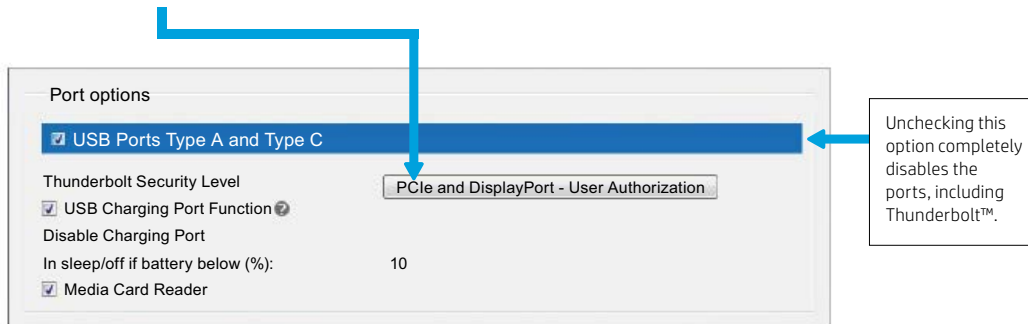 Port options
USB Ports Type A and Type C
Thunderbolt Security Level
PCIe and DisplayPort - User Authorization
USB Charging Port Function
Disable Charging Port
In sleep/off if battery below (%): 10
Media Card Reader
Unchecking this
option completely
disables the
ports, including
Thunderbolt™.